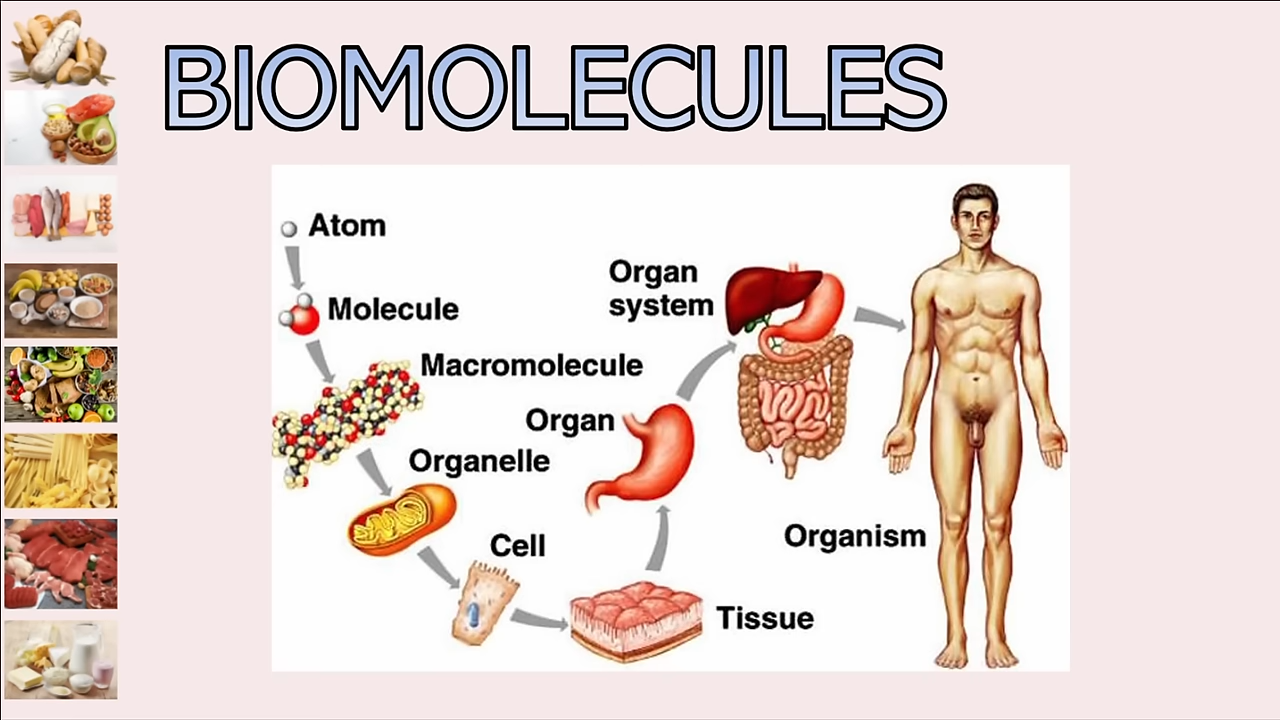 BIOMOLECULES
Atom
Molecule
Macromolecule
Organelle
Cell
Tissue
Organ
Organ
system
Organism